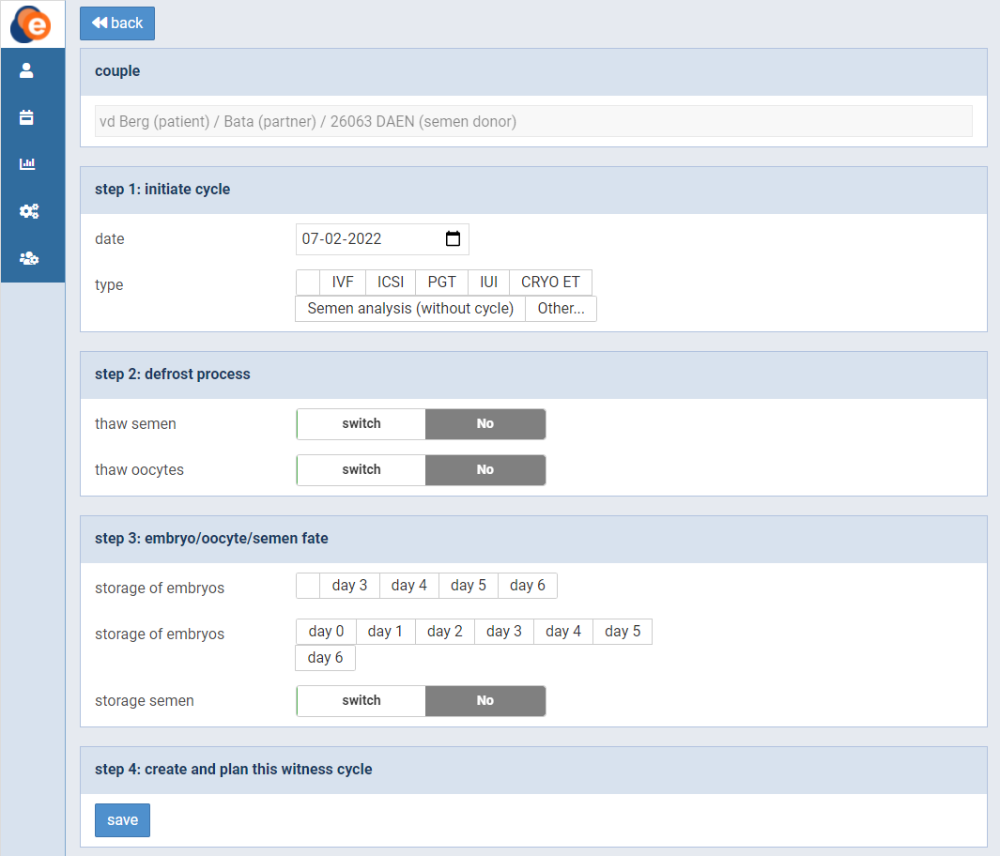 e
back
couple
vd Berg (patient) / Bata (partner) / 26063 DAEN (semen donor)
step 1: initiate cycle
date 07-02-2022
type IVF ICSI PGT IUI CRYO ET
Semen analysis (without cycle) Other...
step 2: defrost process
thaw semen switch No
thaw oocytes switch No
step 3: embryo/oocyte/semen fate
storage of embryos day 3 day 4 day 5 day 6
storage of embryos day 0 day 1 day 2 day 3 day 4 day 5
day 6
storage semen switch No
step 4: create and plan this witness cycle
save